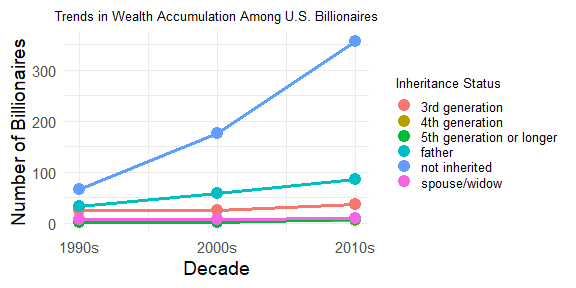 Trends in Wealth Accumulation Among U.S. Billionaires
Number of Billionaires
300
200
100
0
1990s
2000s
2010s
Decade
Inheritance Status
3rd generation
4th generation
5th generation or longer
father
not inherited
spouse/widow